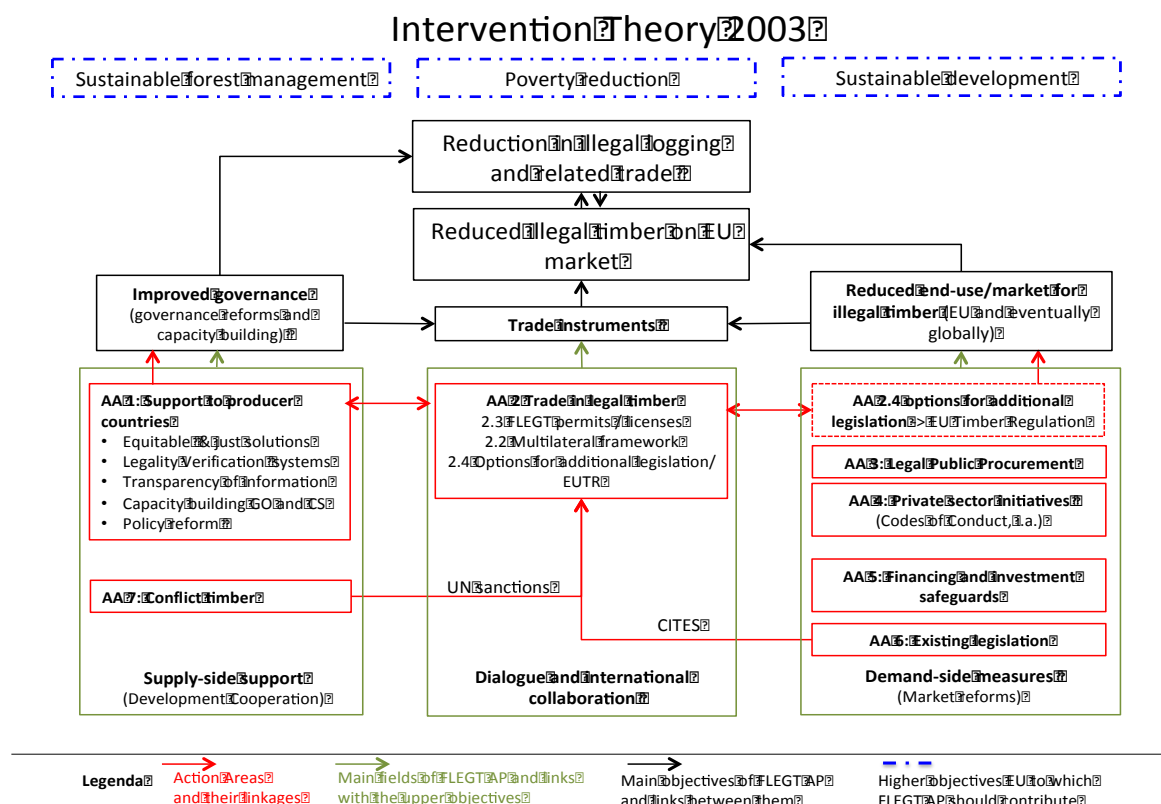 Intervention Theory 2003
Sustainable forest management
Poverty reduction
Sustainable development
Reduction in illegal logging
and related trade
Reduced illegal timber on EU
market
Improved governance
(governance reforms and
capacity building)
Trade instruments
Reduced end-use/market for
illegal timber (EU and eventually
globally)
AA 1: Support to producer
countries
• Equitable & just solutions
• Legality Verification systems
• Transparency of information
• Capacity building GO and CS
• Policy reform
AA 7: Conflict timber
Supply-side support
(Development Cooperation)
AA 2: Trade in legal timber
2.3 FLEGT permits / licenses
2.2 Multilateral framework
2.4 Options for additional legislation/
EUTR
UN sanctions
CITES
Dialogue and international
collaboration
AA 2.4 options for additional
legislation > EU Timber Regulation
AA 3: Legal Public Procurement
AA 4: Private sector initiatives
(Codes of Conduct, i.a.)
AA 5: Financing and investment
safeguards
AA 6: Existing legislation
Demand-side measures
(Market reforms)
Legenda
Action Areas
and their linkages
Main fields of FLEGT AP and links
with the upper objectives
Main objectives of FLEGT AP
and links between them
Higher objectives EU to which
FLEGT AP should contribute